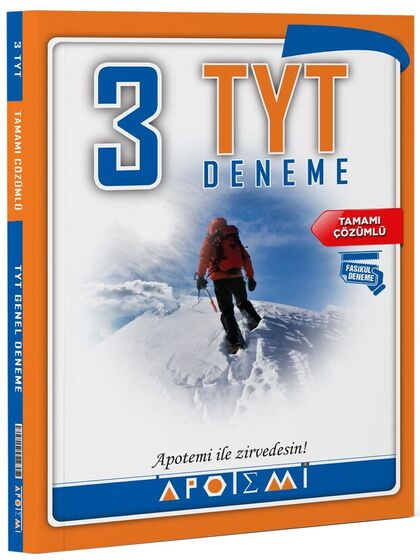 3 TYT
TAMAMI ÇÖZÜMLÜ
TYT GENEL DENEME
APOTEMİ
3 TYT
DENEME
TAMAMI
ÇÖZÜMLÜ
FASİKÜL
DENEME
Apotemi ile zirvedesin!
APOTEMİ